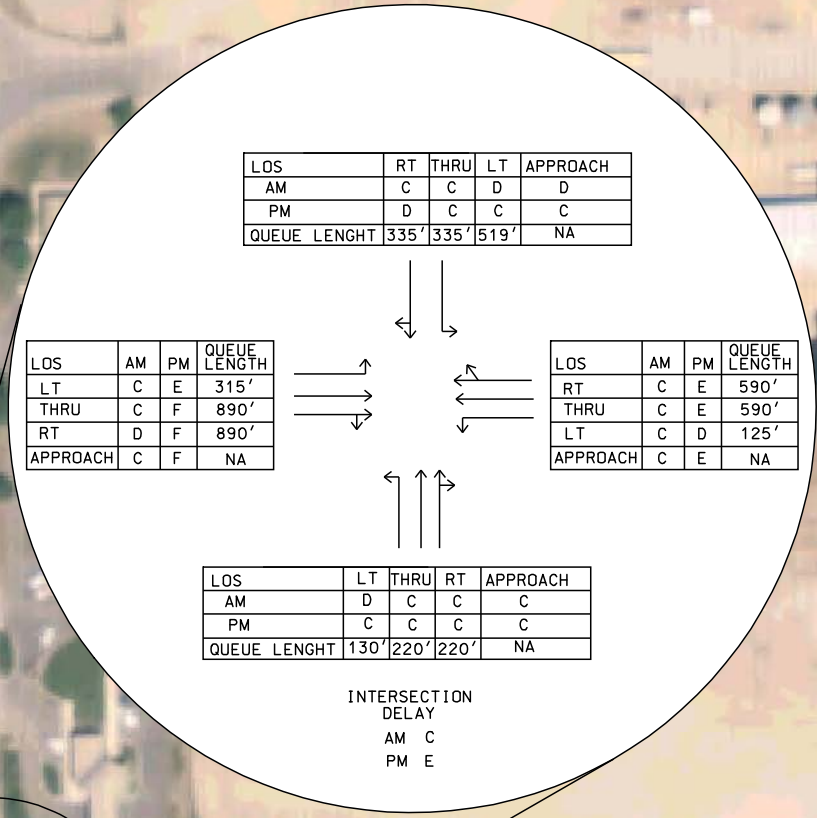 LOS RT THRU LT APPROACH
AM C C D D
PM D C C C
QUEUE LENGHT 335' 335' 519' NA
LOS AM PM QUEUE LENGTH
LT C E 315'
THRU C F 890'
RT D F 890'
APPROACH C F NA
LOS AM PM QUEUE LENGTH
RT C E 590'
THRU C E 590'
LT C D 125'
APPROACH C E NA
LOS LT THRU RT APPROACH
AM D C C C
PM C C C C
QUEUE LENGHT 130' 220' 220' NA
INTERSECTION
DELAY
AM C
PM E